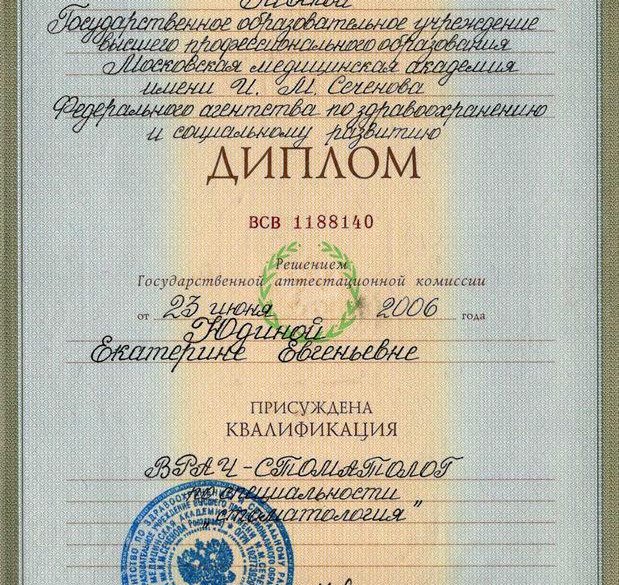 Государственное образовательное учреждение
высшего профессионального образования
Московская медицинская академия
имени И. М. Сеченова
Федерального агентства по здравоохранению
и социальному развитию
ДИПЛОМ
ВСВ 1188140
Решением
Государственной аттестационной комиссии
от 23 июня 2006 года
Юдиной
Екатерине Евгеньевне
ПРИСУЖДЕНА
КВАЛИФИКАЦИЯ
ВРАЧ-СТОМАТОЛОГ
по специальности
"Стоматология"